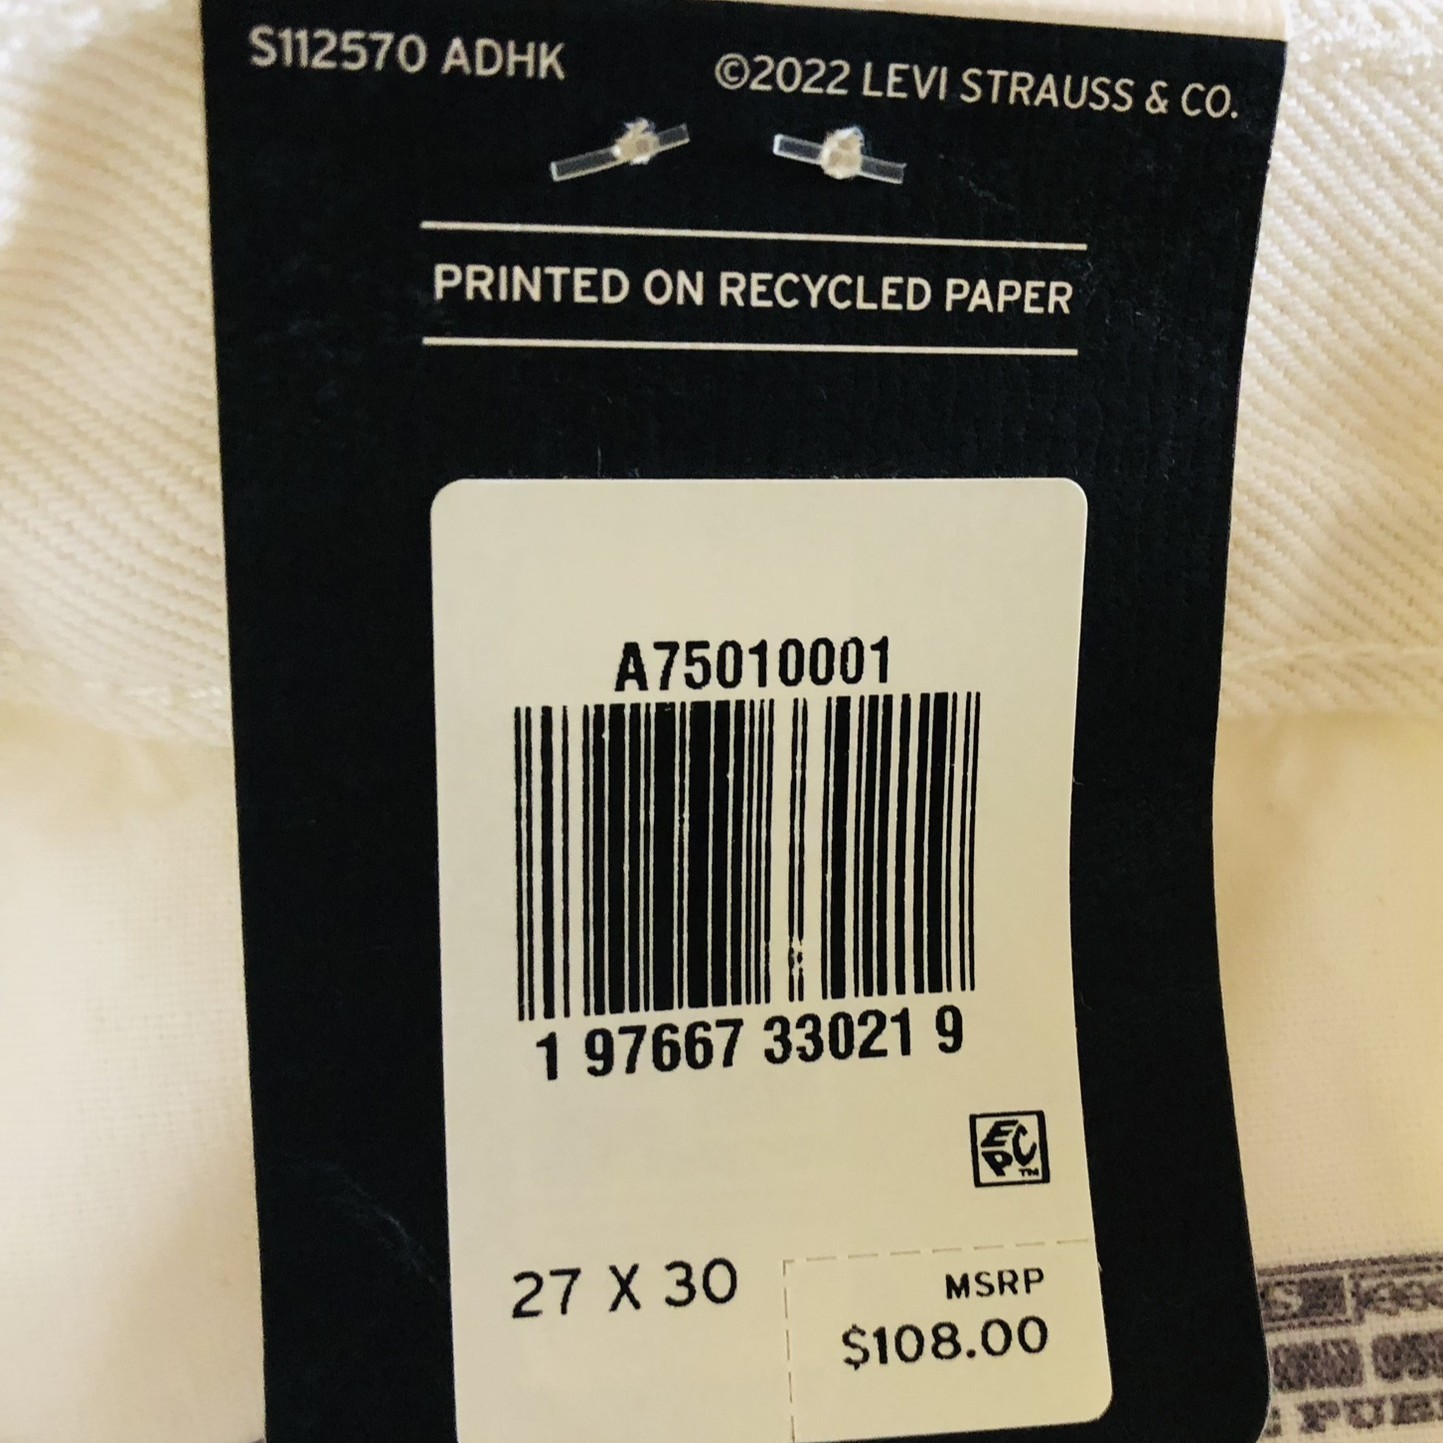 S112570 ADHK
©2022 LEVI STRAUSS & CO.
PRINTED ON RECYCLED PAPER
A75010001
1 97667 33021 9
EPC™
27 X 30
MSRP
$108.00